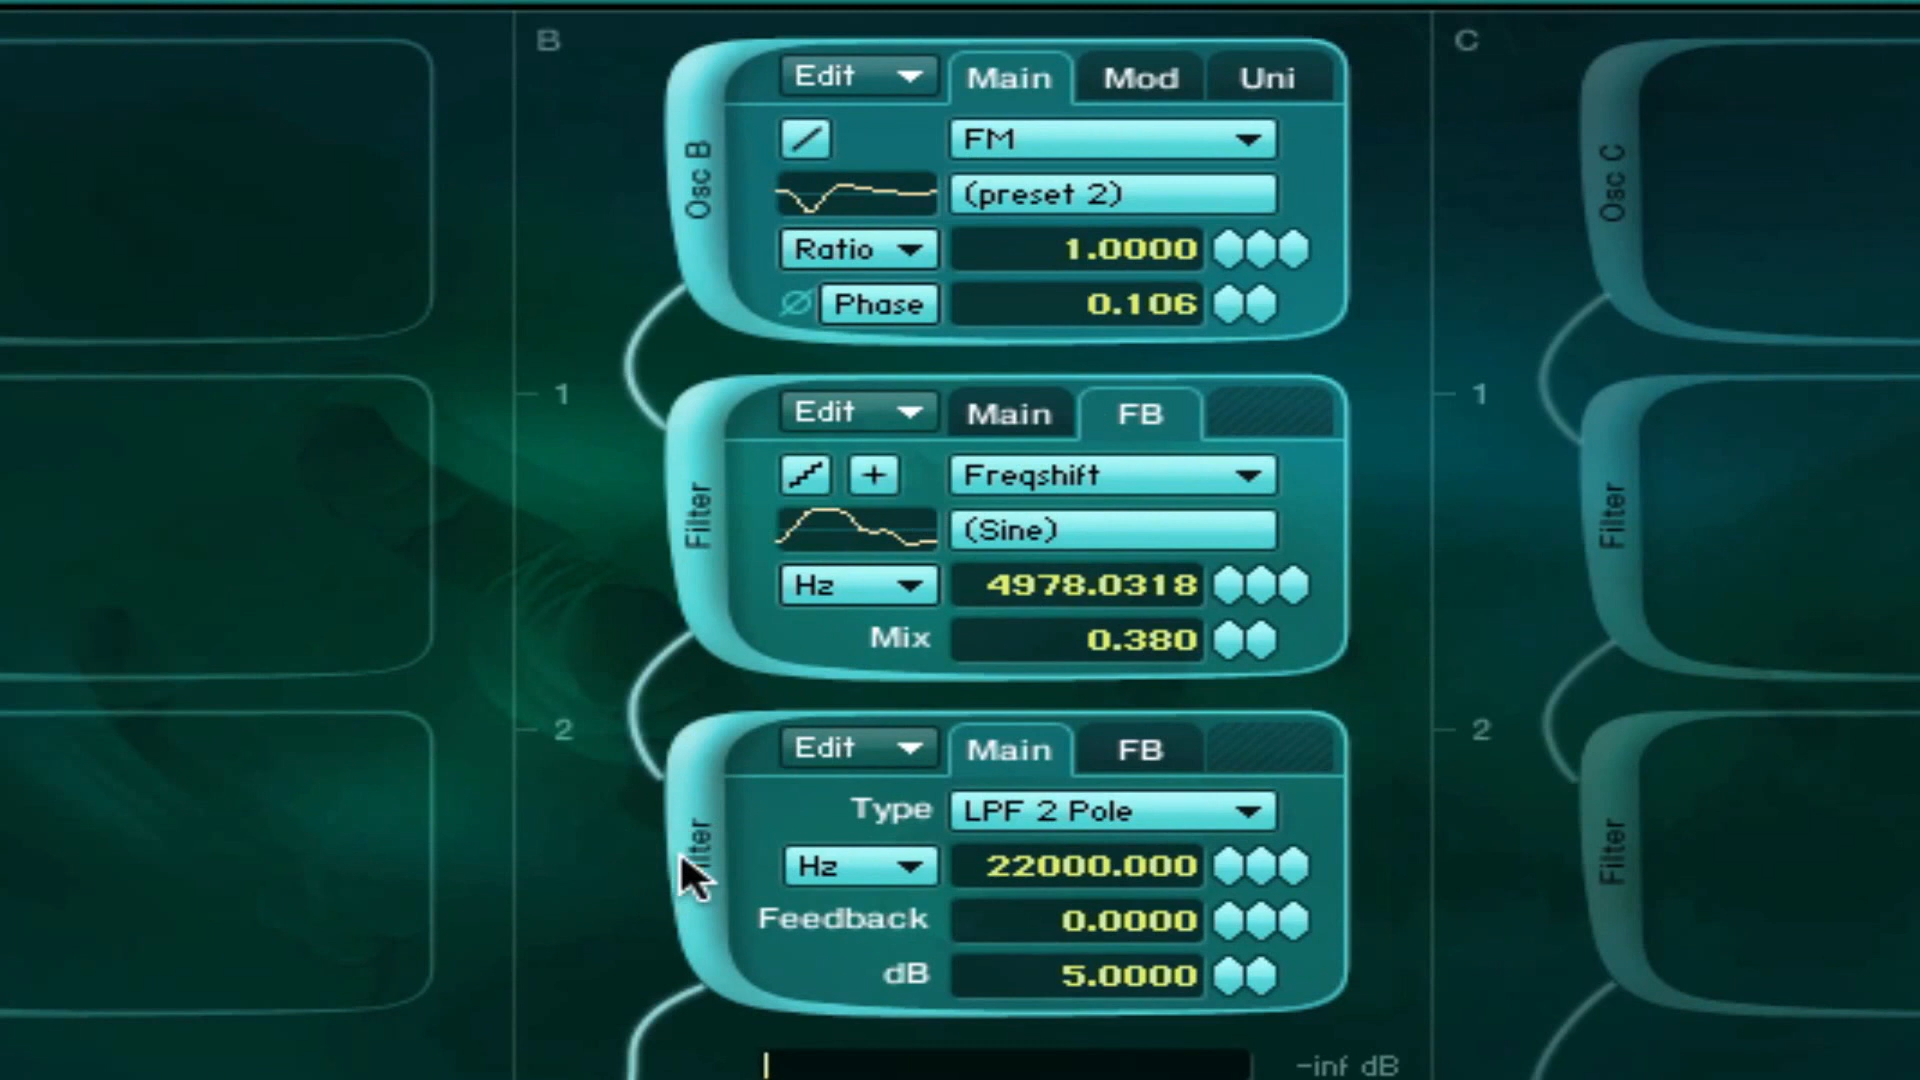 B
C
Edit Main Mod Uni
Osc B
FM
(preset 2)
Ratio 1.0000
Phase 0.106
Osc C
1
1
Edit Main FB
Filter
+ Freqshift
(Sine)
Hz 4978.0318
Mix 0.380
Filter
2
2
Edit Main FB
Type LPF 2 Pole
Hz 22000.000
Feedback 0.0000
dB 5.0000
Filter
-inf dB